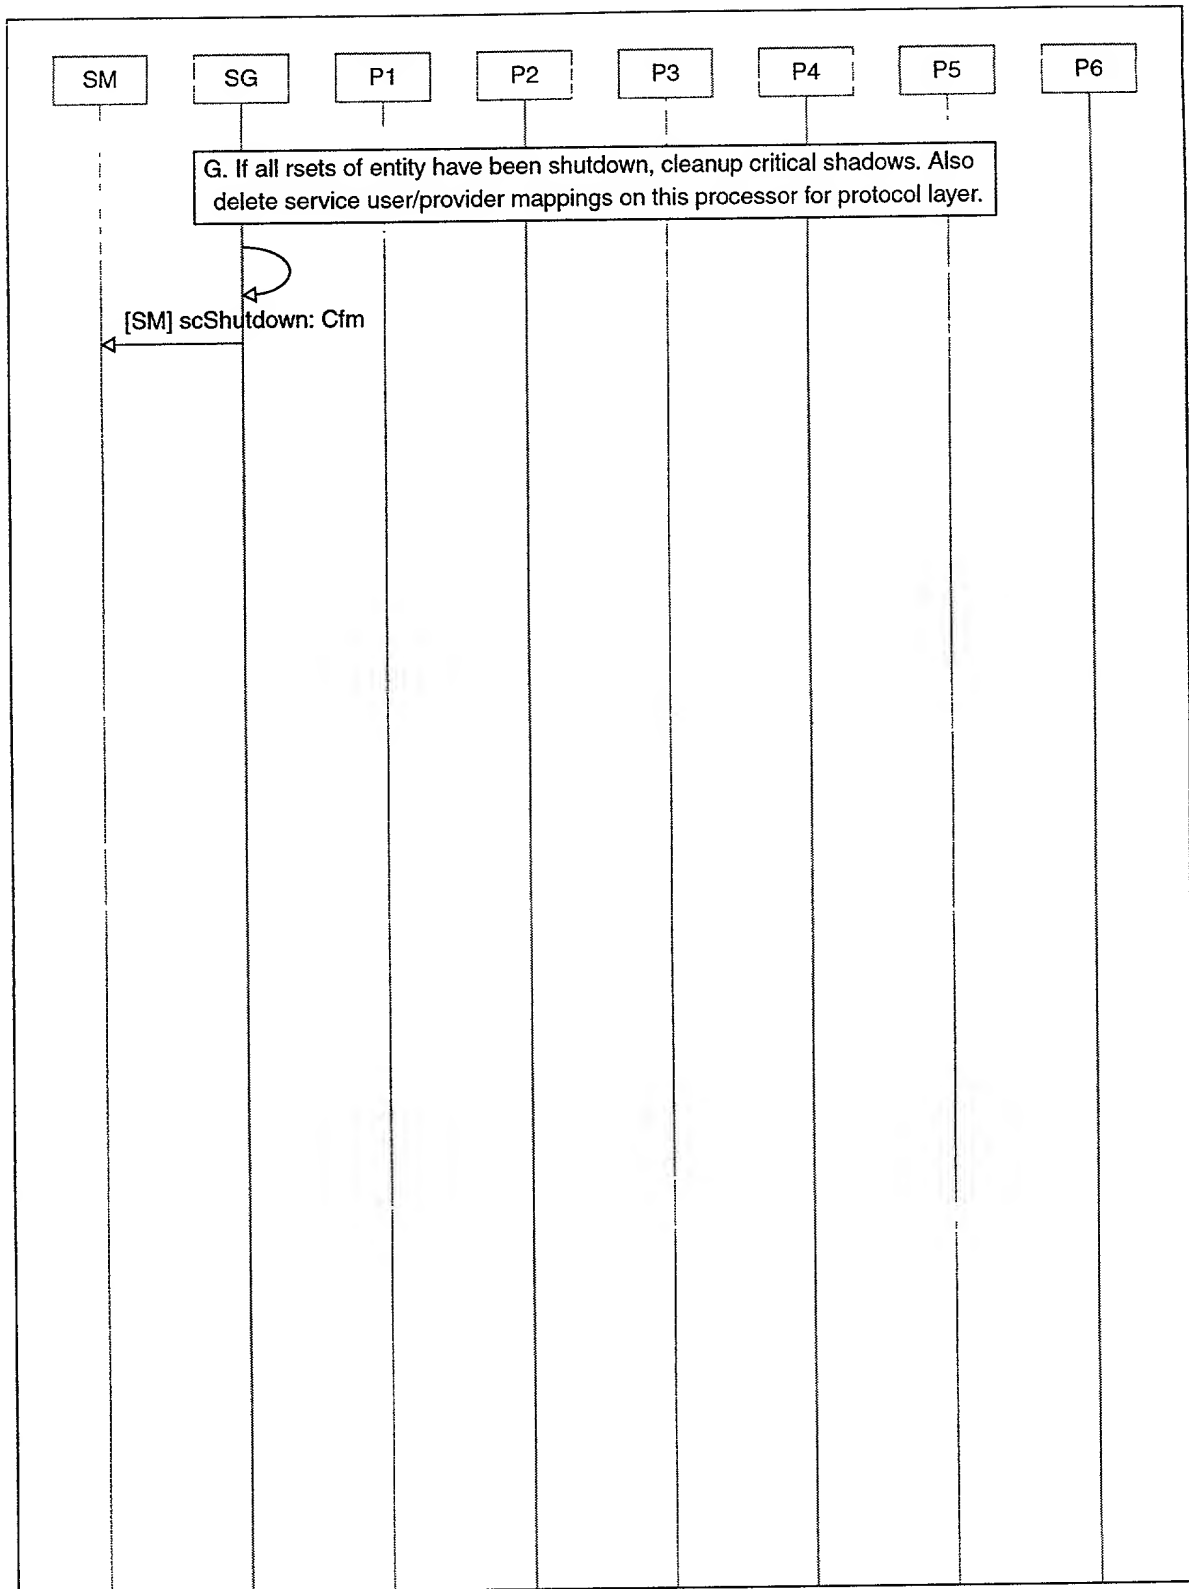 SM SG P1 P2 P3 P4 P5 P6
G. If all rsets of entity have been shutdown, cleanup critical shadows. Also
delete service user/provider mappings on this processor for protocol layer.
[SM] scShutdown: Cfm